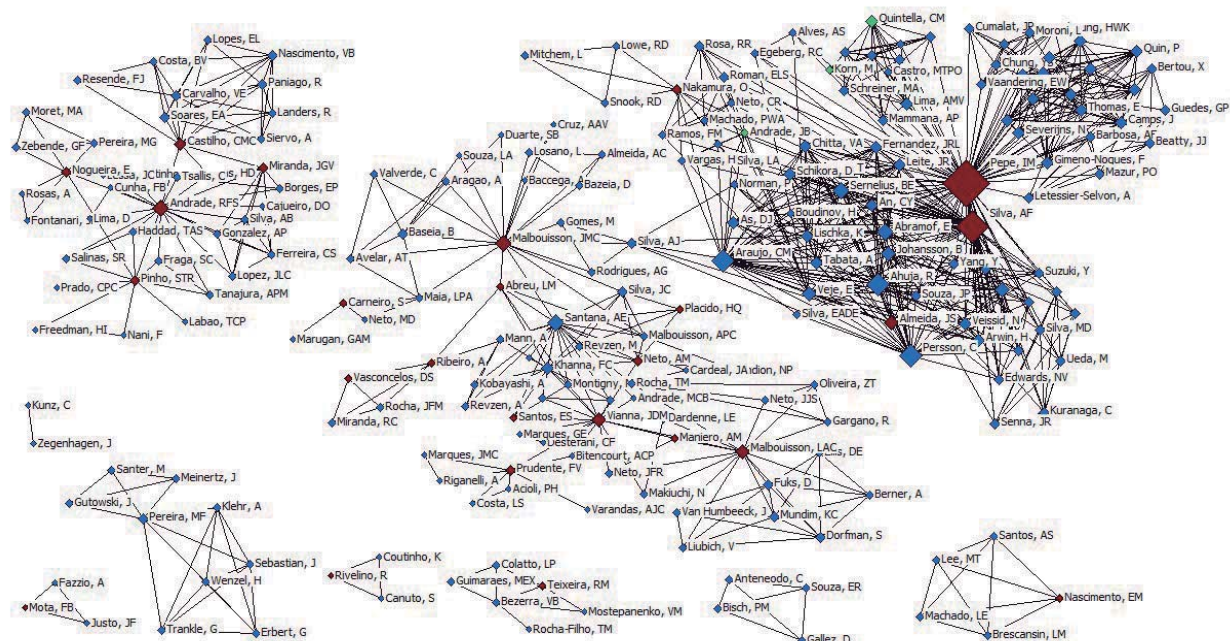 Lopes, EL
Costa, BV
Nascimento, VB
Resende, FJ
Paniago, R
Carvalho, VE
Landers, R
Soares, EA
Siervo, A
Castilho, CMC
Moret, MA
Pereira, MG
Zebende, GF
Miranda, JGV
Nogueira, E
Tsallis, C
Cunha, FB
Borges, EP
Rosas, A
Andrade, RFS
Cajueiro, DO
Fontanari,
Lima, D
Silva, AB
Haddad, TAS
Gonzalez, AP
Salinas, SR
Fraga, SC
Ferreira, CS
Pinho, STR
Lopez, JLC
Prado, CPC
Tanajura, APM
Labao, TCP
Freedman, HI
Nani, F
Mitchem, L
Lowe, RD
Snook, RD
Cruz, AAV
Duarte, SB
Souza, LA
Losano, L
Almeida, AC
Valverde, C
Aragao, A
Baccega,
Bazeia, D
Gomes, M
Baseia, B
Malbouisson, JMC
Silva, AJ
Avelar, AT
Rodrigues, AG
Abreu, LM
Silva, JC
Maia, LPA
Carneiro, S
Neto, MD
Placido, HQ
Santana, AE
Marugan, GAM
Malbouisson, APC
Mann, A
Revzen, M
Ribeiro, A
Khanna, FC
Neto, AM
Cardeal, JA
Vasconcelos, DS
Kobayashi, A
Montigny,
Rocha, TM
Oliveira, ZT
Rocha, JFM
Revzen, A
Andrade, MCB
Neto, JJS
Miranda, RC
Santos, ES
Vianna, JDM
Dardenne, LE
Gargano, R
Marques, GE
Maniero, AM
Bitencourt, ACP
Malbouisson, LAC
Marques, JMC
Prudente, FV
Neto, JFR
Riganelli, A
Acioli, PH
Makiuchi, N
Fuks, D
Berner, A
Costa, LS
Varandas, AJC
Van Humbeeck, J
Mundim, KC
Dorfman, S
Liubich, V
Alves, AS
Quintella, CM
Rosa, RR
Egeberg, RC
Roman, ELS
Korn, M
Castro, MTPO
Nakamura, O
Neto, CR
Schreiner, MA
Machado, PWA
Lima, AMV
Mammana, AP
Ramos, FM
Andrade, JB
Chitta, VA
Fernandez, JRL
Vargas, H
Silva, LA
Leite, JR
Schikora, D
Norman, P
Sernelius, BE
An, CY
As, DJ
Boudinov, H
Lischka, K
Abramof, E
Johansson, B
Araujo, CM
Tabata, A
Ahuja, R
Yang, Y
Suzuki, Y
Veje, E
Souza, JP
Silva, EADE
Almeida, JS
Veissid, N
Silva, MD
Arwin, H
Persson, C
Ueda, M
Edwards, NV
Kuranaga, C
Senna, JR
Moroni, L
Quin, P
Bertou, X
Vaandering, EW
Thomas, E
Guedes, GP
Camps, J
Barbosa, AF
Beatty, JJ
Pepe, IM
Gimeno-Noques, F
Mazur, PO
Letessier-Selvon, A
Silva, AF
Kunz, C
Zegenhagen, J
Santer, M
Meinertz, J
Klehr, A
Gutowski, J
Pereira, MF
Sebastian, J
Wenzel, H
Fazzio, A
Mota, FB
Justo, JF
Trankle, G
Erbert, G
Coutinho, K
Rivelino, R
Canuto, S
Colatto, LP
Guimaraes, MEX
Teixeira, RM
Bezerra, VB
Mostepanenko, VM
Rocha-Filho, TM
Anteneodo, C
Souza, ER
Bisch, PM
Gallez, D
Santos, AS
Lee, MT
Nascimento, EM
Machado, LE
Brescansin, LM